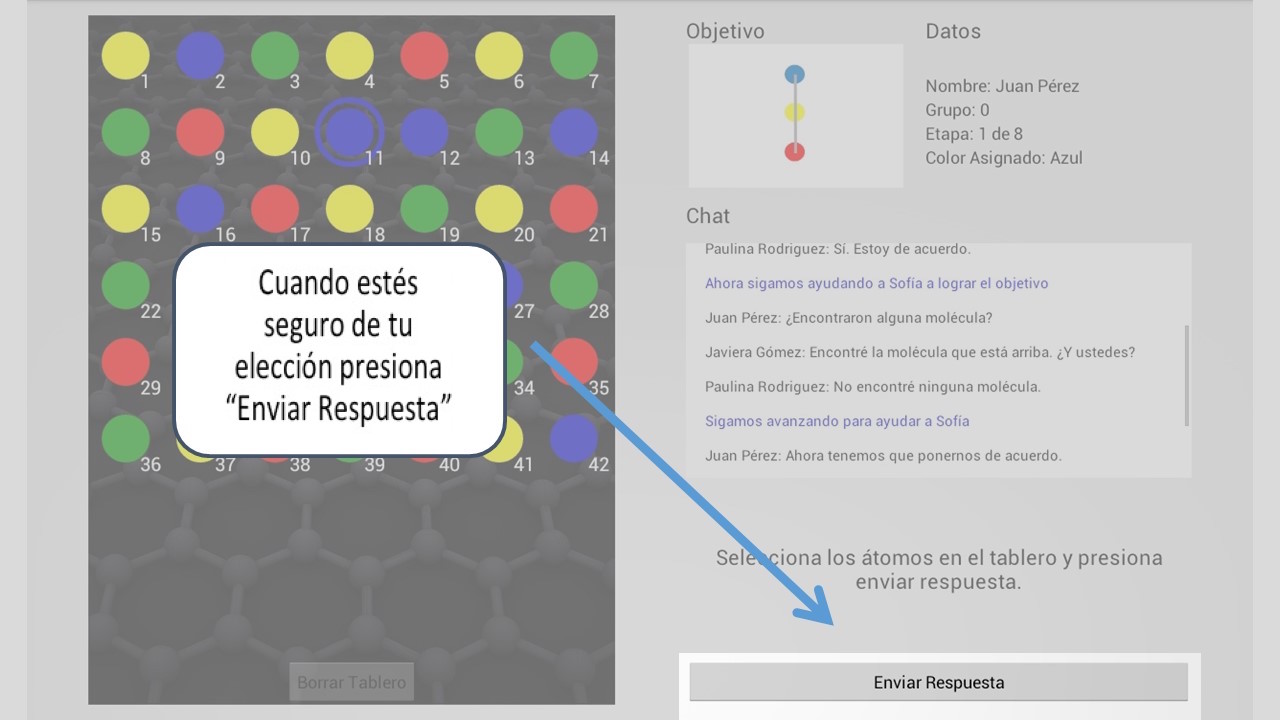 1 2 3 4 5 6 7
8 9 10 11 12 13 14
15 16 17 18 19 20 21
22 27 28
29 34 35
36 37 38 39 40 41 42
Cuando estés
seguro de tu
elección presiona
“Enviar Respuesta”
Borrar Tablero
Objetivo
Datos
Nombre: Juan Pérez
Grupo: 0
Etapa: 1 de 8
Color Asignado: Azul
Chat
Paulina Rodriguez: Sí. Estoy de acuerdo.
Ahora sigamos ayudando a Sofía a lograr el objetivo
Juan Pérez: ¿Encontraron alguna molécula?
Javiera Gómez: Encontré la molécula que está arriba. ¿Y ustedes?
Paulina Rodriguez: No encontré ninguna molécula.
Sigamos avanzando para ayudar a Sofía
Juan Pérez: Ahora tenemos que ponernos de acuerdo.
Selecciona los átomos en el tablero y presiona
enviar respuesta.
Enviar Respuesta